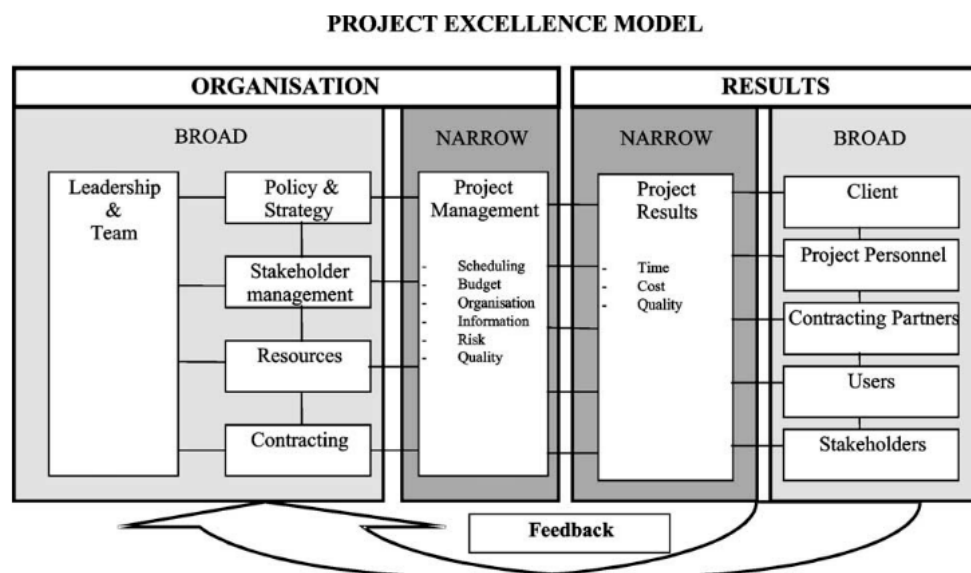 PROJECT EXCELLENCE MODEL
ORGANISATION
RESULTS
BROAD
NARROW
NARROW
BROAD
Leadership
&
Team
Policy &
Strategy
Stakeholder
management
Resources
Contracting
Project
Management
- Scheduling
- Budget
- Organisation
- Information
- Risk
- Quality
Project
Results
- Time
- Cost
- Quality
Client
Project Personnel
Contracting Partners
Users
Stakeholders
Feedback